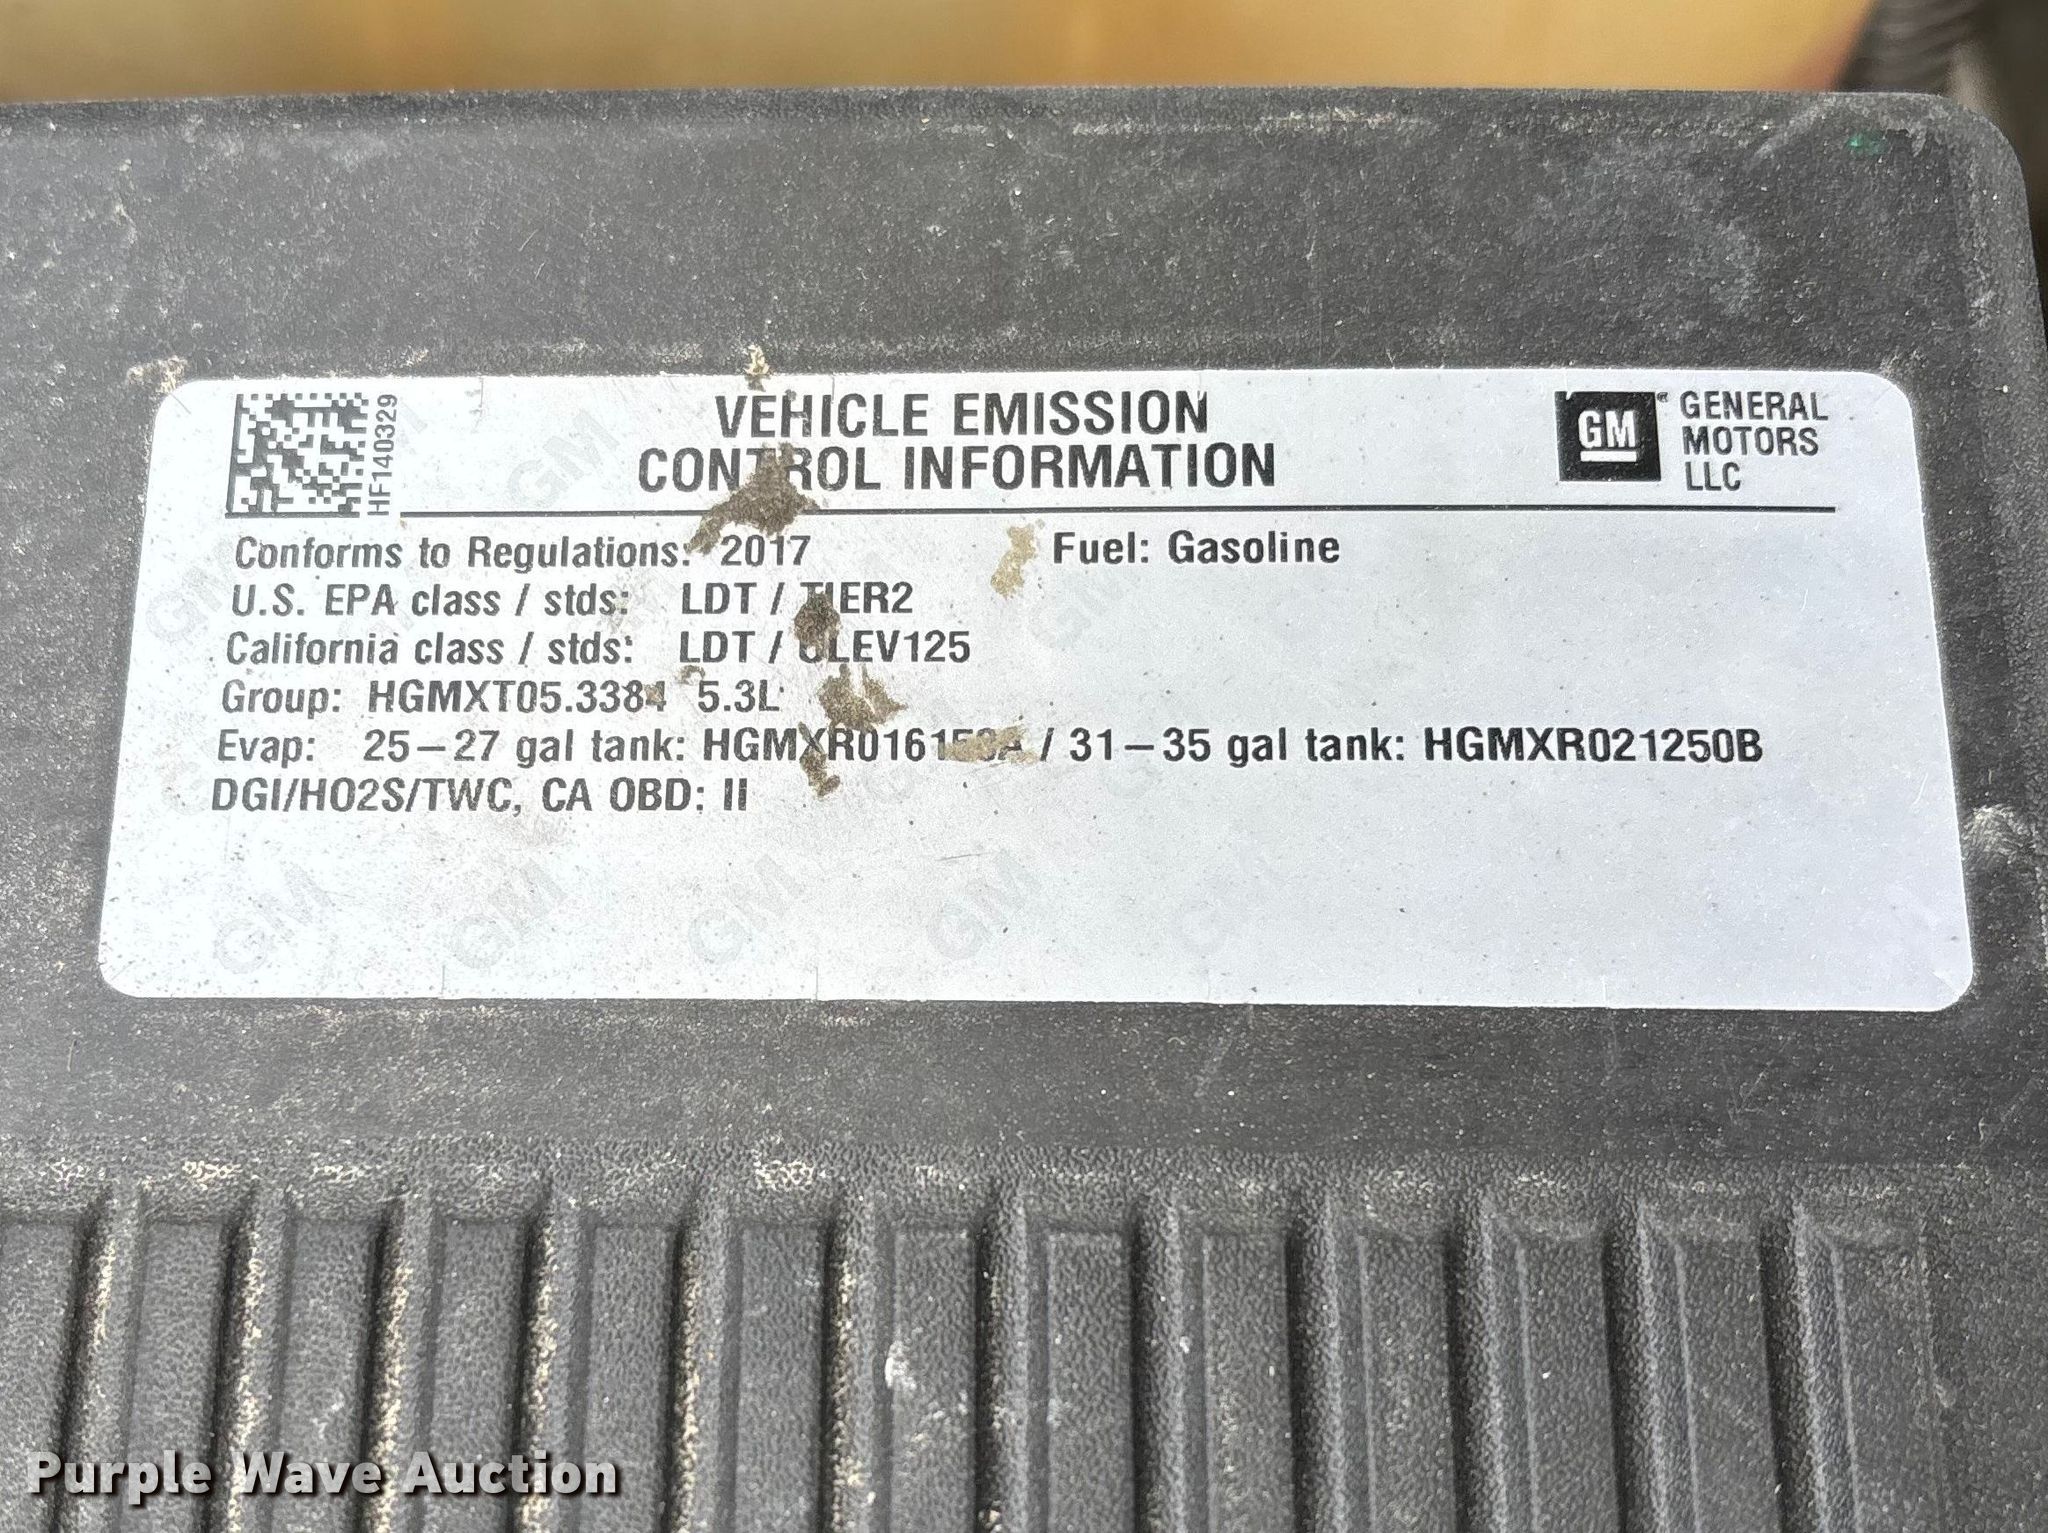 HF140329
VEHICLE EMISSION
CONTROL INFORMATION
GM
GENERAL
MOTORS
LLC
Conforms to Regulations: 2017 Fuel: Gasoline
U.S. EPA class / stds: LDT / TIER2
California class / stds: LDT / ULEV125
Group: HGMXT05.3384 5.3L
Evap: 25–27 gal tank: / 31–35 gal tank: HGMXR021250B
DGI/HO2S/TWC, CA OBD: II
Purple Wave Auction